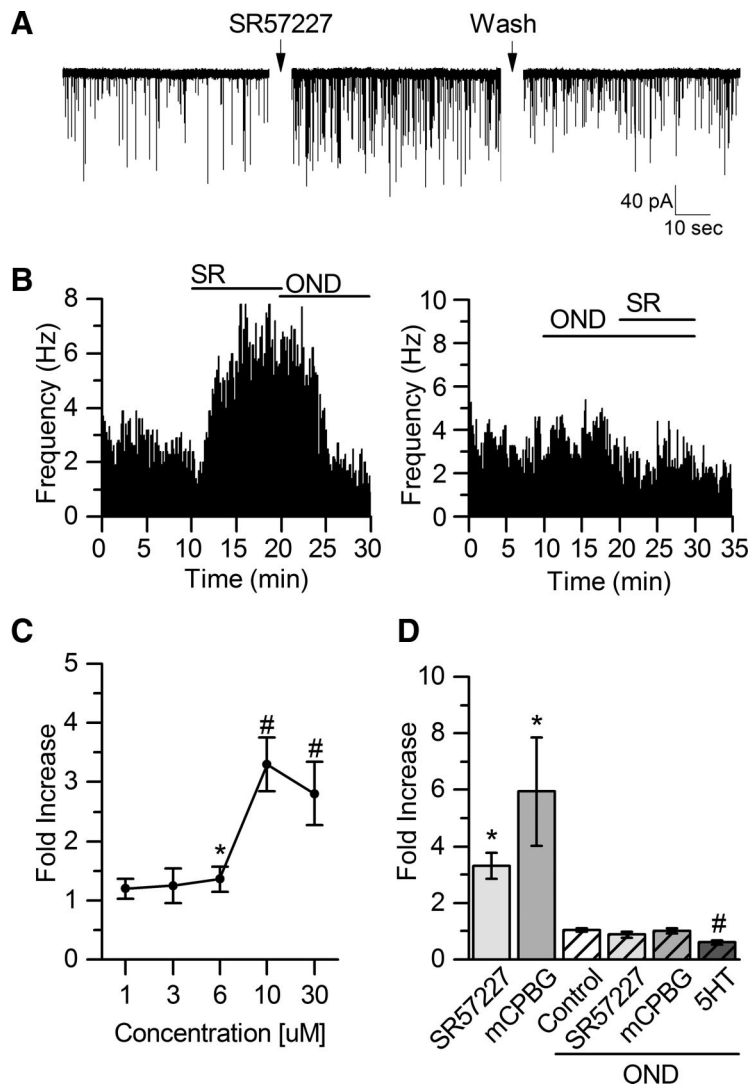 A
SR57227
Wash
40 pA
10 sec
B
SR
OND
8
6
4
2
0
Frequency (Hz)
0 5 10 15 20 25 30
Time (min)
OND
SR
10
8
6
4
2
0
Frequency (Hz)
0 5 10 15 20 25 30 35
Time (min)
C
5
4
3
2
1
0
Fold Increase
*
#
#
1 3 6 10 30
Concentration [uM]
D
10
8
6
4
2
0
Fold Increase
*
*
#
SR57227
mCPBG
Control
SR57227
mCPBG
5HT
OND